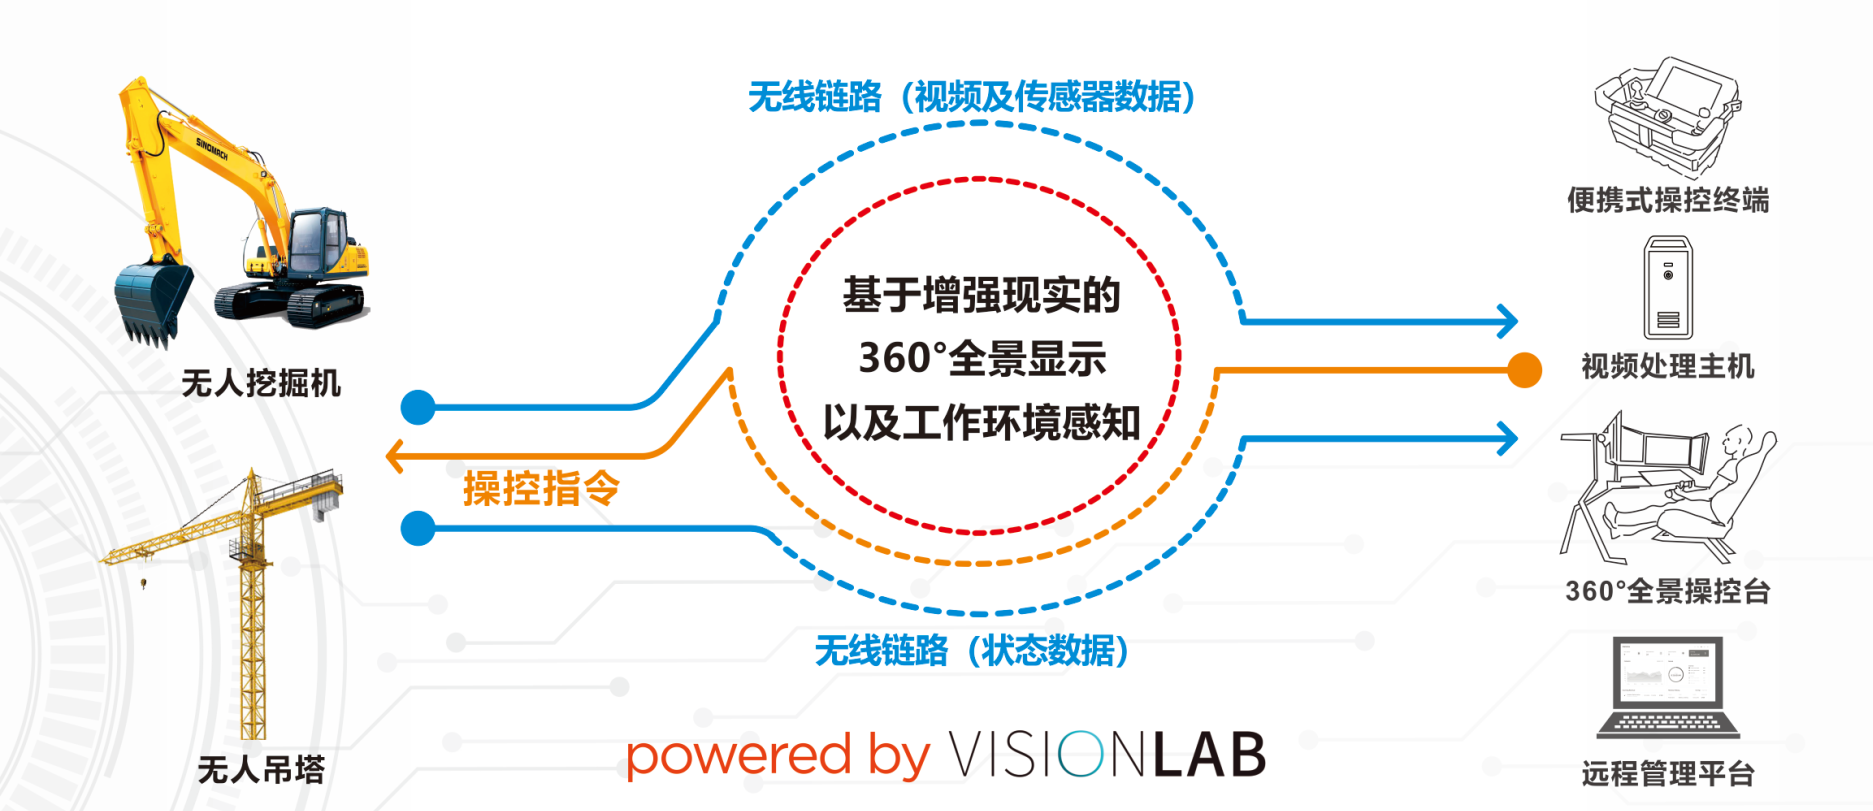 无线链路（视频及传感器数据）
SINOMACH
便携式操控终端
基于增强现实的
360°全景显示
以及工作环境感知
视频处理主机
无人挖掘机
操控指令
360°全景操控台
无线链路（状态数据）
powered by VISIONLAB
无人吊塔
远程管理平台